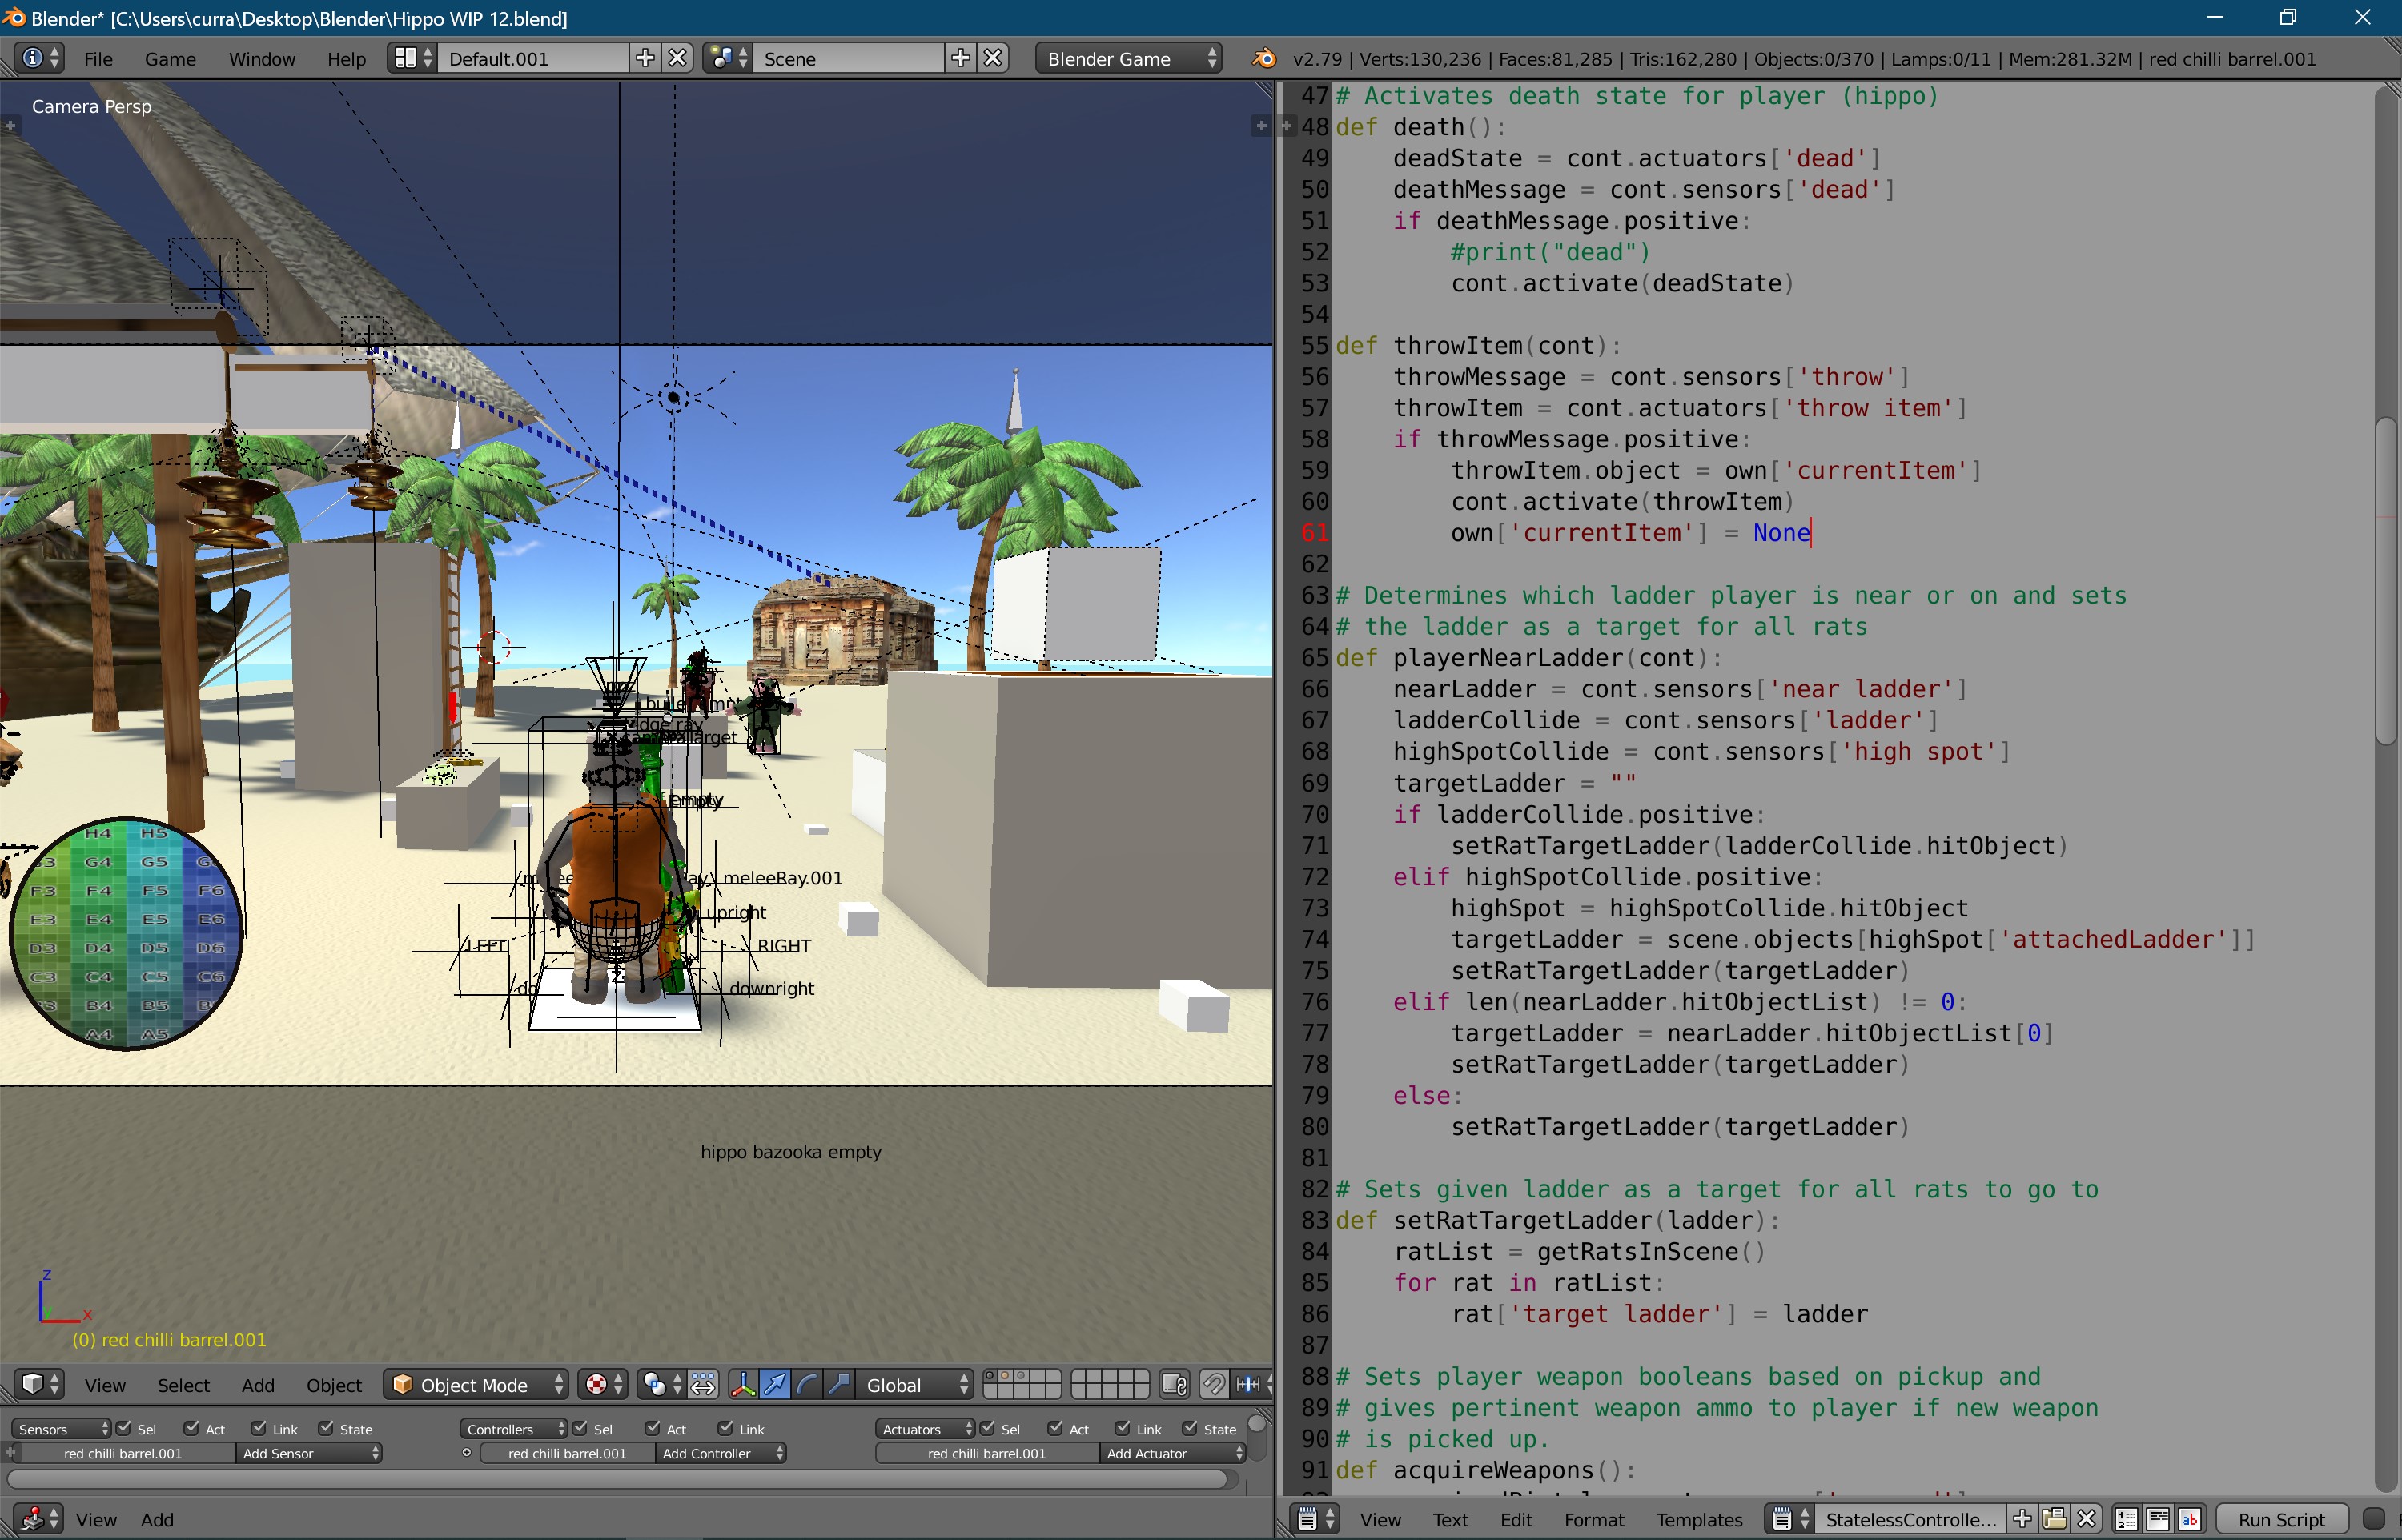 Blender* [C:\Users\curra\Desktop\Blender\Hippo WIP 12.blend]
File Game Window Help Default.001 Scene Blender Game v2.79 | Verts:130,236 | Faces:81,285 | Tris:162,280 | Objects:0/370 | Lamps:0/11 | Mem:281.32M | red chilli barrel.001
Camera Persp
H4 H5
G4 G5
F3 F4 F5 F6
E3 E4 E5 E6
D3 D4 D5 D6
C3 C4 C5 C6
B4 B5
A4 A5
empty
meleeRay.001
upright
LEFT RIGHT
downright
hippo bazooka empty
z
x
(0) red chilli barrel.001
View Select Add Object Object Mode Global
Sensors Sel Act Link State Controllers Sel Act Link Actuators Sel Act Link State
red chilli barrel.001 Add Sensor red chilli barrel.001 Add Controller red chilli barrel.001 Add Actuator
View Add
47 # Activates death state for player (hippo)
48 def death():
49 deadState = cont.actuators['dead']
50 deathMessage = cont.sensors['dead']
51 if deathMessage.positive:
52 #print("dead")
53 cont.activate(deadState)
54
55 def throwItem(cont):
56 throwMessage = cont.sensors['throw']
57 throwItem = cont.actuators['throw item']
58 if throwMessage.positive:
59 throwItem.object = own['currentItem']
60 cont.activate(throwItem)
61 own['currentItem'] = None
62
63 # Determines which ladder player is near or on and sets
64 # the ladder as a target for all rats
65 def playerNearLadder(cont):
66 nearLadder = cont.sensors['near ladder']
67 ladderCollide = cont.sensors['ladder']
68 highSpotCollide = cont.sensors['high spot']
69 targetLadder = ""
70 if ladderCollide.positive:
71 setRatTargetLadder(ladderCollide.hitObject)
72 elif highSpotCollide.positive:
73 highSpot = highSpotCollide.hitObject
74 targetLadder = scene.objects[highSpot['attachedLadder']]
75 setRatTargetLadder(targetLadder)
76 elif len(nearLadder.hitObjectList) != 0:
77 targetLadder = nearLadder.hitObjectList[0]
78 setRatTargetLadder(targetLadder)
79 else:
80 setRatTargetLadder(targetLadder)
81
82 # Sets given ladder as a target for all rats to go to
83 def setRatTargetLadder(ladder):
84 ratList = getRatsInScene()
85 for rat in ratList:
86 rat['target ladder'] = ladder
87
88 # Sets player weapon booleans based on pickup and
89 # gives pertinent weapon ammo to player if new weapon
90 # is picked up.
91 def acquireWeapons():
View Text Edit Format Templates StatelessControlle... Run Script